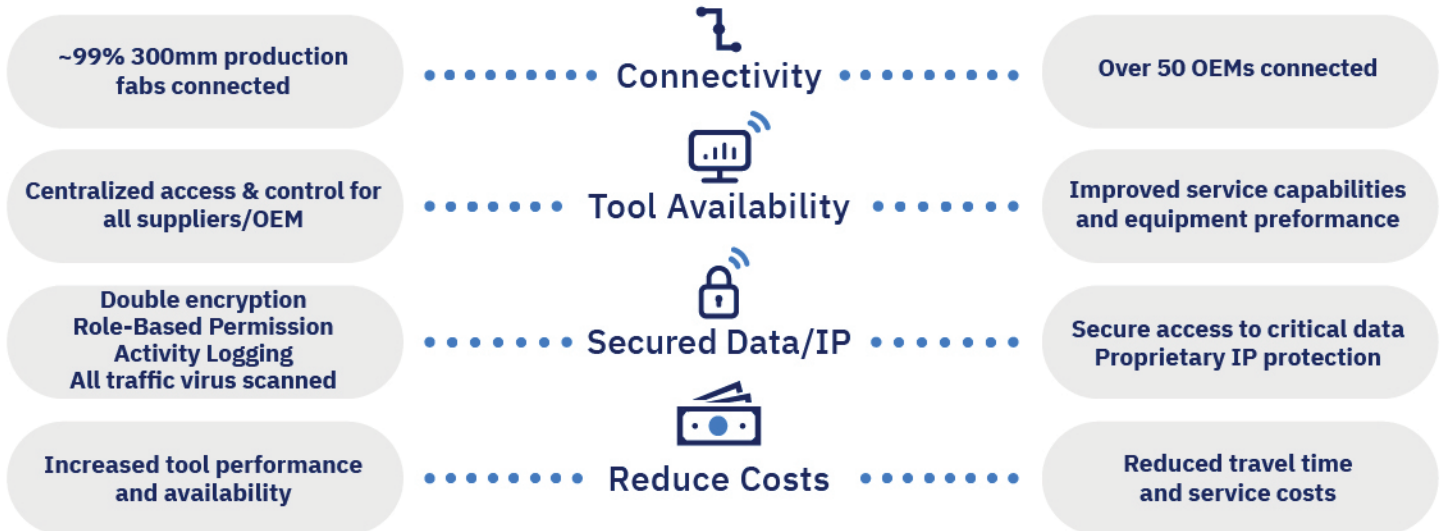 ~99% 300mm production
fabs connected
Connectivity
Over 50 OEMs connected
Centralized access & control for
all suppliers/OEM
Tool Availability
Improved service capabilities
and equipment preformance
Double encryption
Role-Based Permission
Activity Logging
All traffic virus scanned
Secured Data/IP
Secure access to critical data
Proprietary IP protection
Increased tool performance
and availability
Reduce Costs
Reduced travel time
and service costs